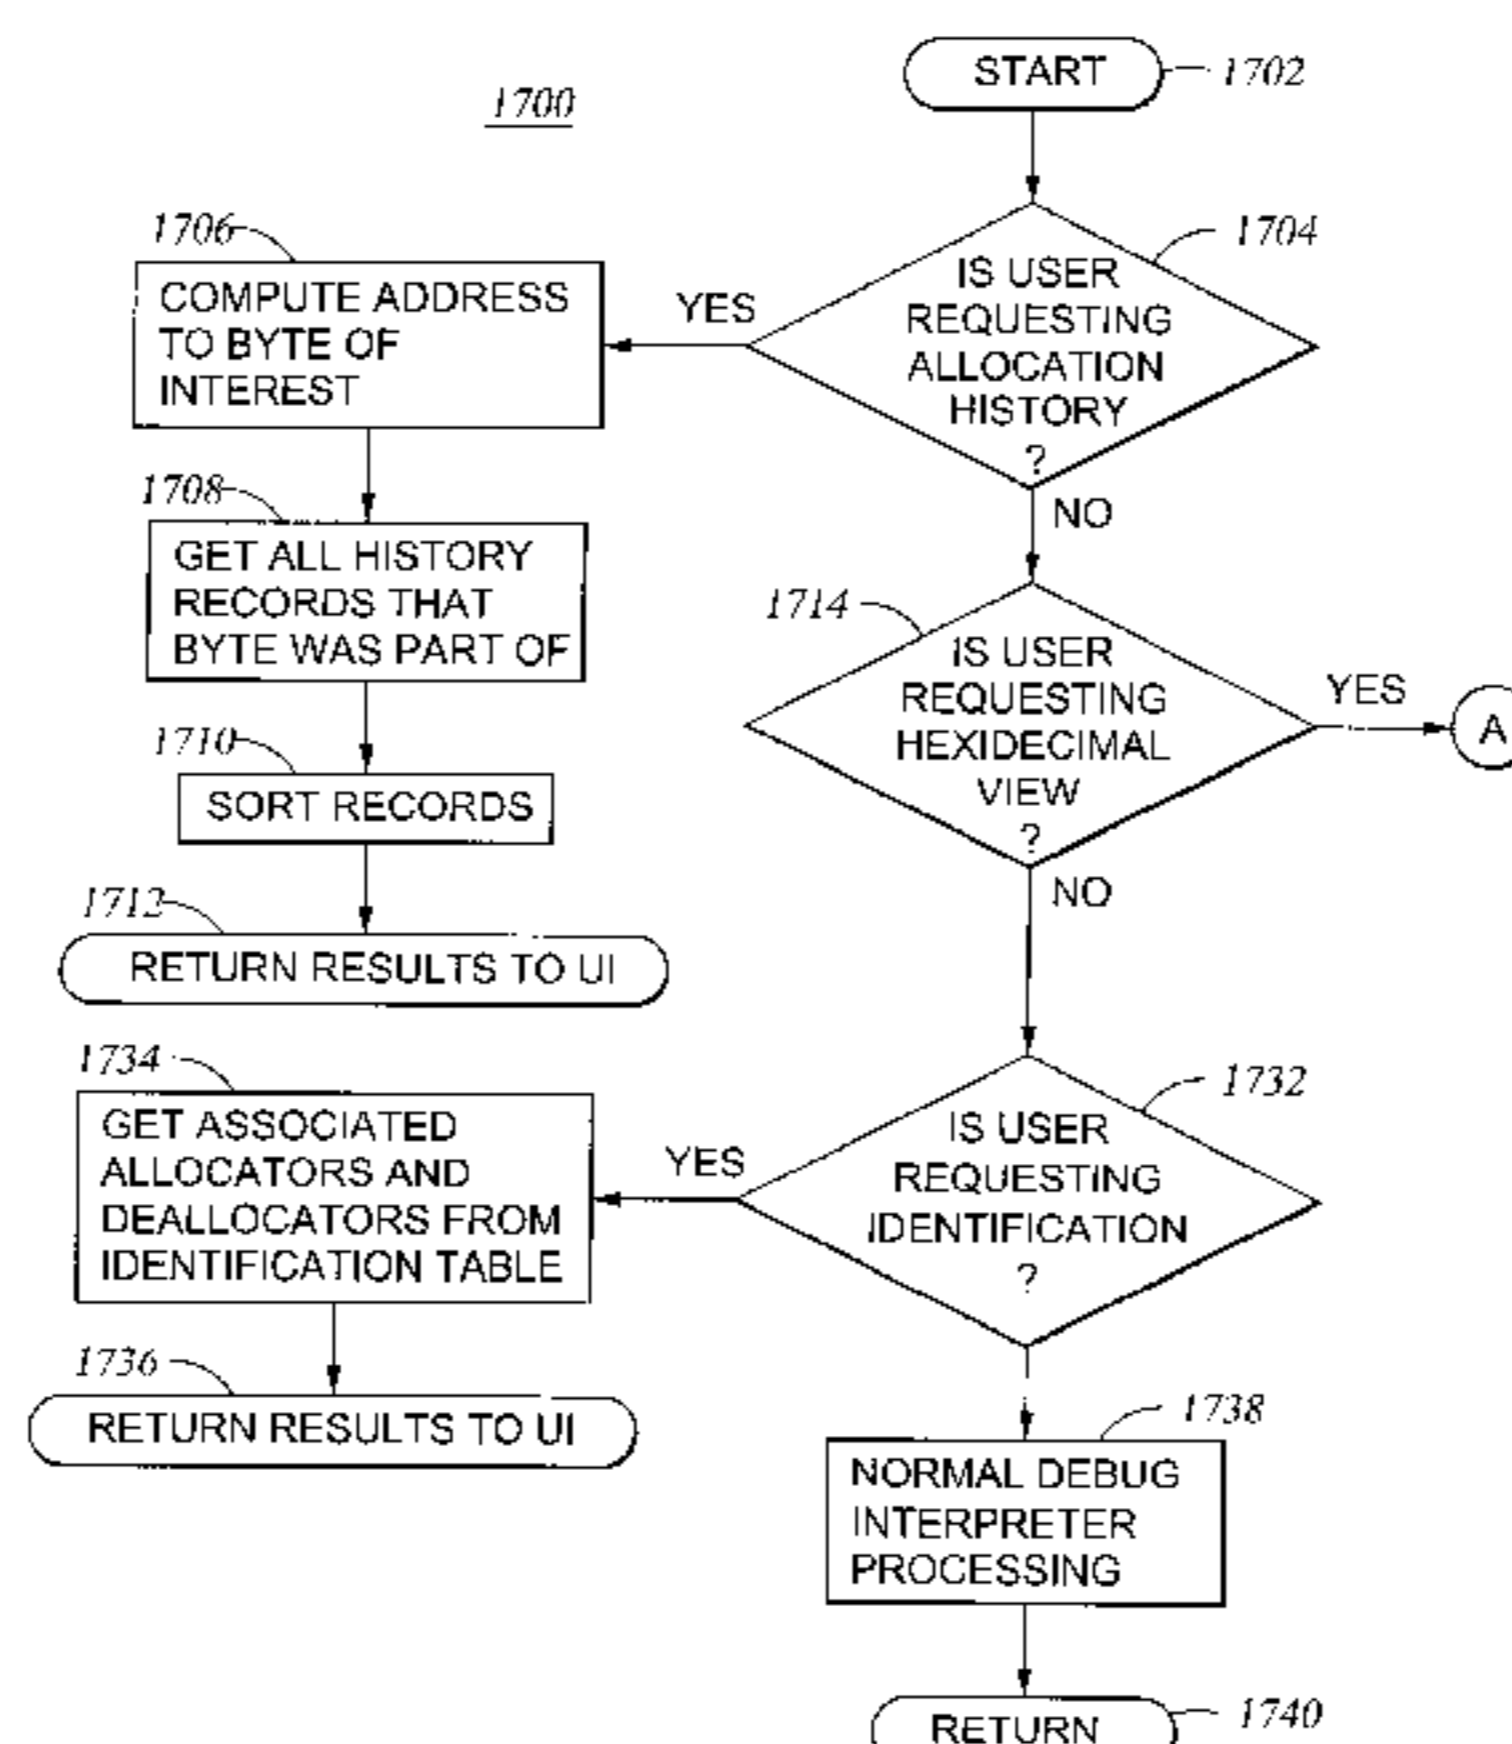 START
1702
1700
1704
IS USER
REQUESTING
ALLOCATION
HISTORY
?
YES
NO
1706
COMPUTE ADDRESS
TO BYTE OF
INTEREST
1708
GET ALL HISTORY
RECORDS THAT
BYTE WAS PART OF
1710
SORT RECORDS
1712
RETURN RESULTS TO UI
1714
IS USER
REQUESTING
HEXIDECIMAL
VIEW
?
YES
A
NO
1732
IS USER
REQUESTING
IDENTIFICATION
?
YES
1734
GET ASSOCIATED
ALLOCATORS AND
DEALLOCATORS FROM
IDENTIFICATION TABLE
1736
RETURN RESULTS TO UI
1738
NORMAL DEBUG
INTERPRETER
PROCESSING
RETURN
1740